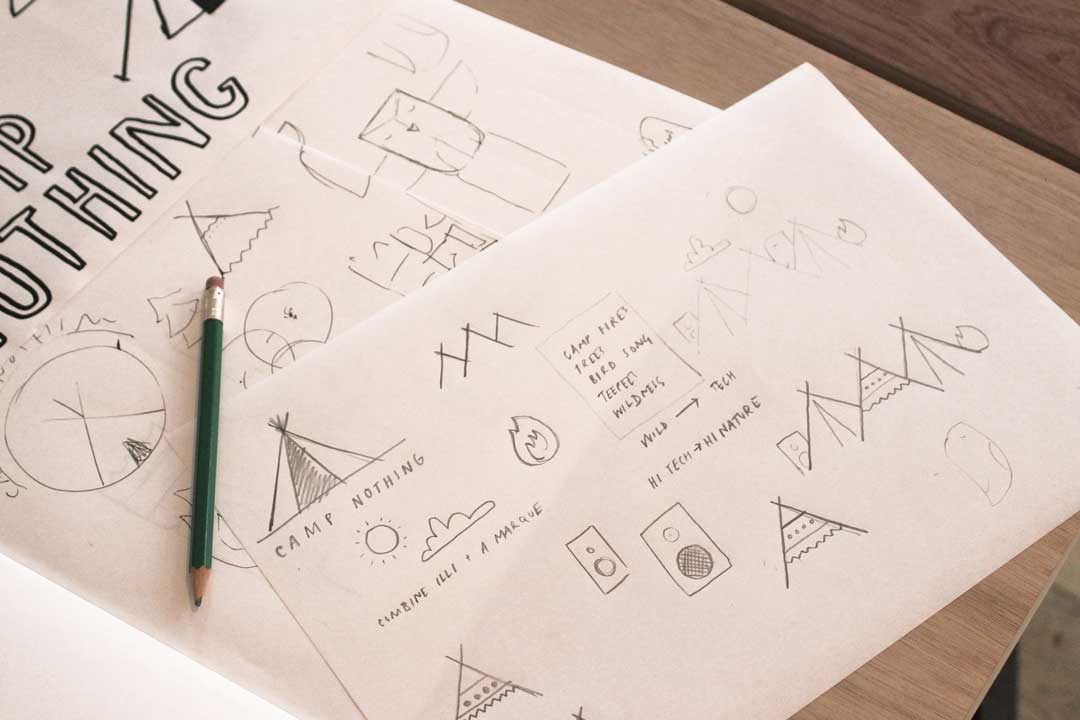 P
OTHING
CAMP FIRES
TREES
BIRD SONG
TEEPEES
WILDNESS
WILD → TECH
HI TECH → HI NATURE
CAMP NOTHING
COMBINE ILLI + A MARQUE